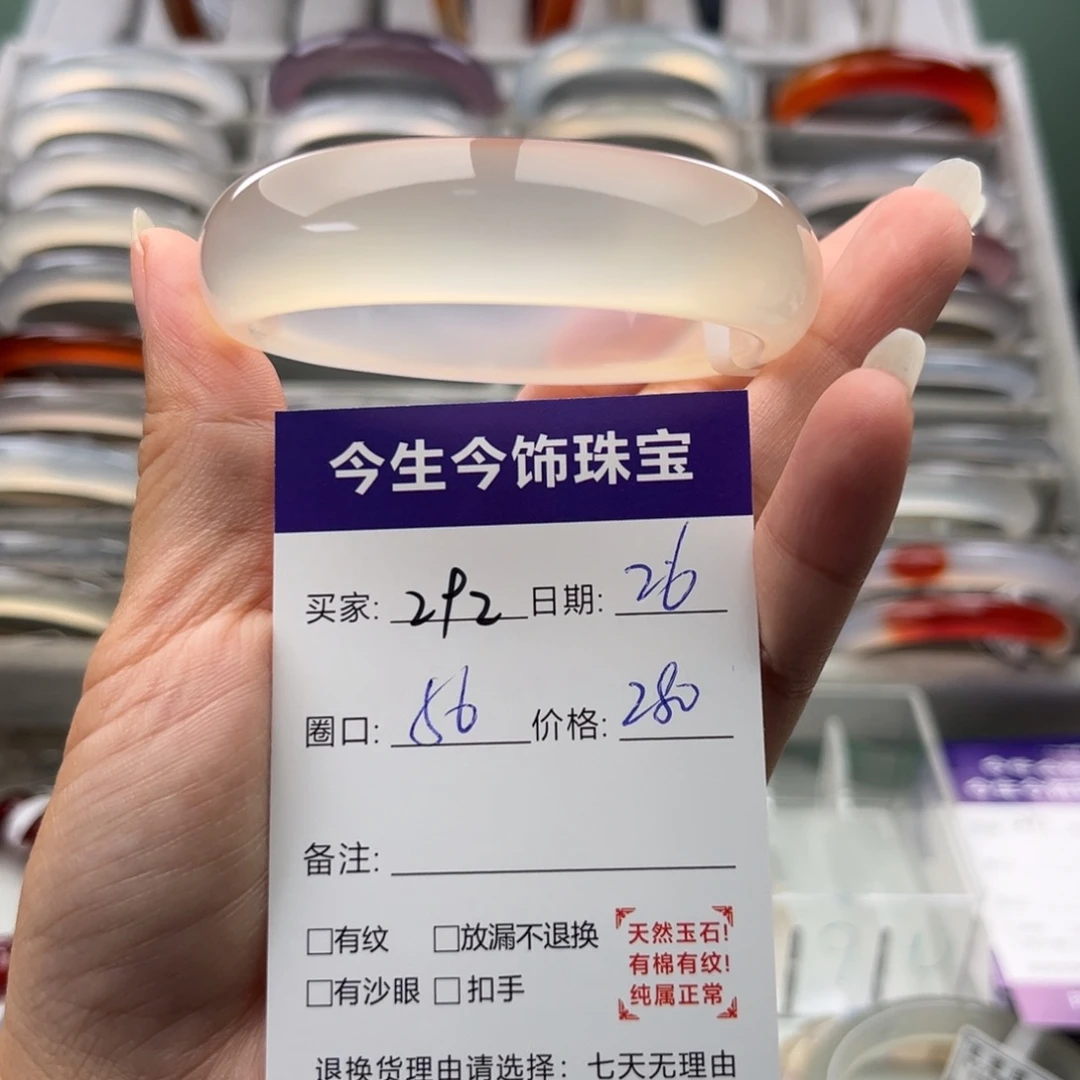 今生今饰珠宝
买家: 292 日期: 26
圈口: 56 价格: 280
备注:
□有纹 □放漏不退换
□有沙眼 □扣手
天然玉石!
有棉有纹!
纯属正常
退换货理由请选择：七天无理由